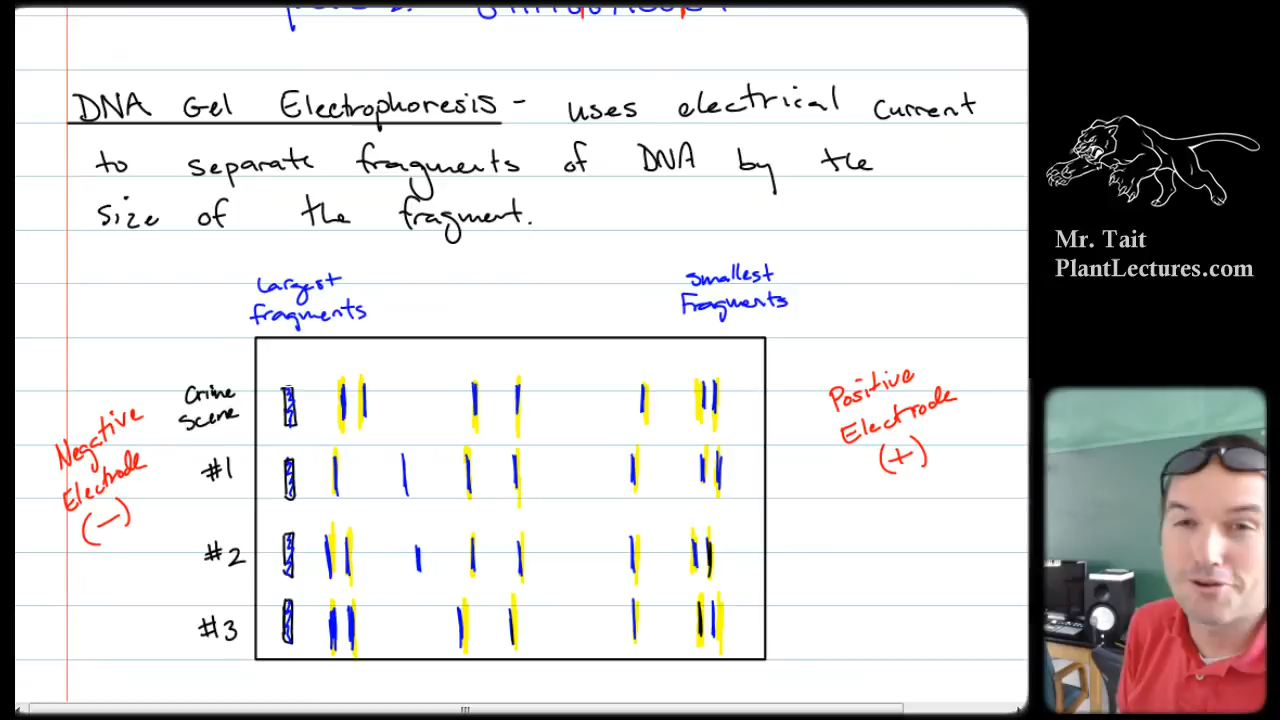 DNA Gel Electrophoresis - uses electrical current
to separate fragments of DNA by the
size of the fragment.
Largest
fragments
Smallest
Fragments
Crime
Scene
#1
#2
#3
Negative
Electrode
(-)
Positive
Electrode
(+)
Mr. Tait
PlantLectures.com